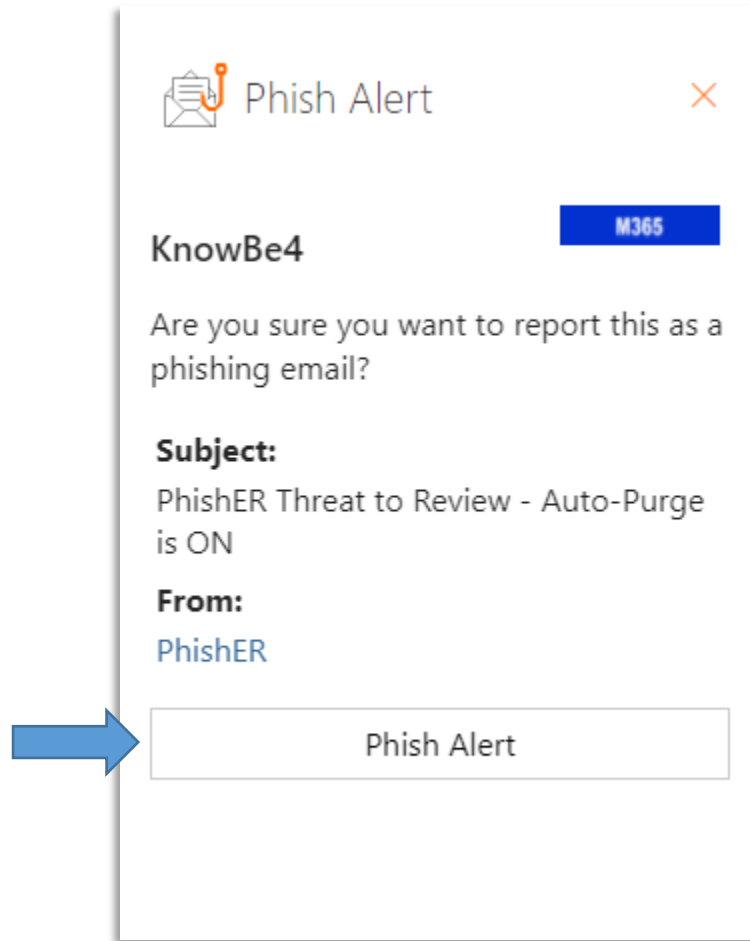 Phish Alert
KnowBe4
M365
Are you sure you want to report this as a
phishing email?
Subject:
PhishER Threat to Review - Auto-Purge
is ON
From:
PhishER
Phish Alert